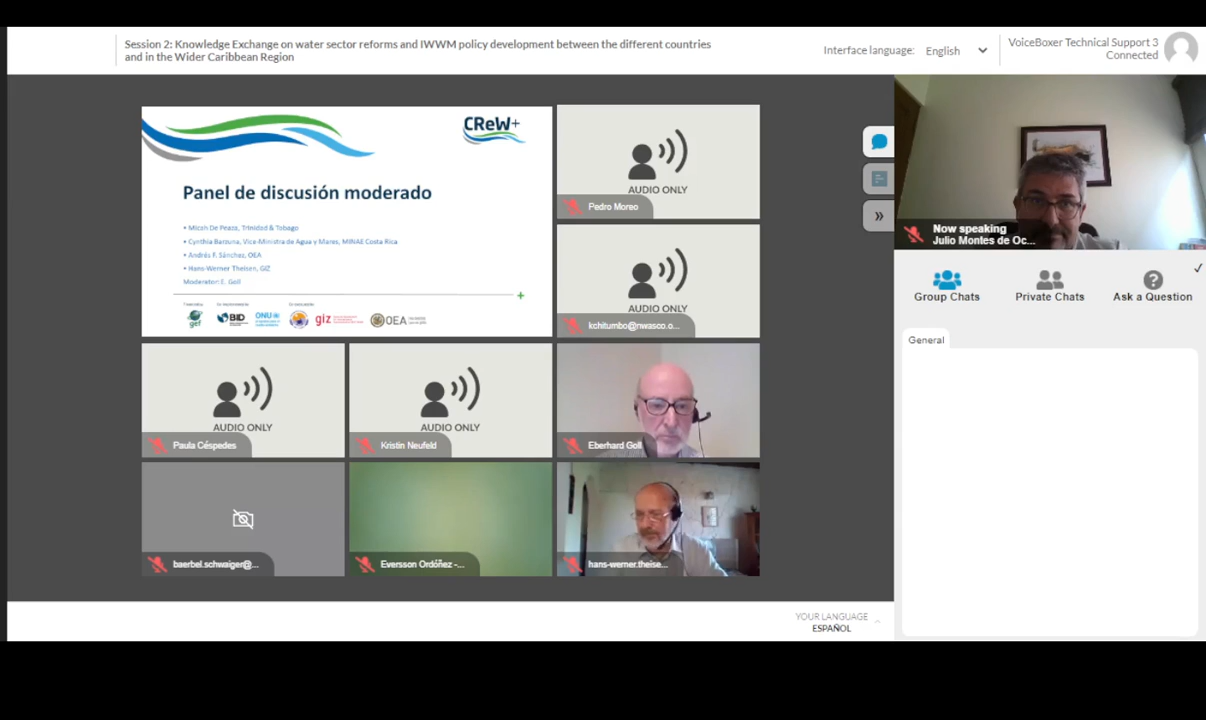 Session 2: Knowledge Exchange on water sector reforms and IWWM policy development between the different countries
and in the Wider Caribbean Region
Interface language: English
VoiceBoxer Technical Support 3
Connected
CReW+
Panel de discusión moderado
• Micah De Peaza, Trinidad & Tobago
• Cynthia Barzuna, Vice-Ministra de Agua y Mares, MINAE Costa Rica
• Andrés F. Sánchez, OEA
• Hans-Werner Theisen, GIZ
Moderator: E. Goll
gef
BID
ONU
giz
OEA
AUDIO ONLY
Pedro Moreo
AUDIO ONLY
kchitumbo@nwasco.o...
AUDIO ONLY
Paula Céspedes
AUDIO ONLY
Kristin Neufeld
Eberhard Goll
baerbel.schwaiger@...
Eversson Ordóñez -...
hans-werner.theise...
Now speaking
Julio Montes de Oc...
Group Chats
Private Chats
Ask a Question
General
YOUR LANGUAGE
ESPAÑOL